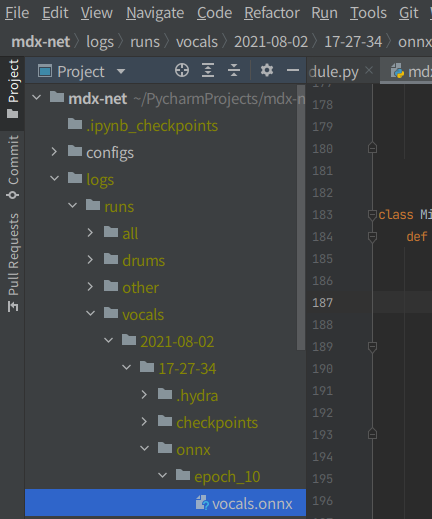 File Edit View Navigate Code Refactor Run Tools Git
mdx-net logs runs vocals 2021-08-02 17-27-34 onnx
Project dule.py mdx
Project
Commit
Pull Requests
mdx-net ~/PycharmProjects/mdx-n
.ipynb_checkpoints
configs
logs
runs
all
drums
other
vocals
2021-08-02
17-27-34
.hydra
checkpoints
onnx
epoch_10
vocals.onnx
178
179
180
181
182
183 class Mi
184 def
185
186
187
188
189
190
191
192
193
194
195
196